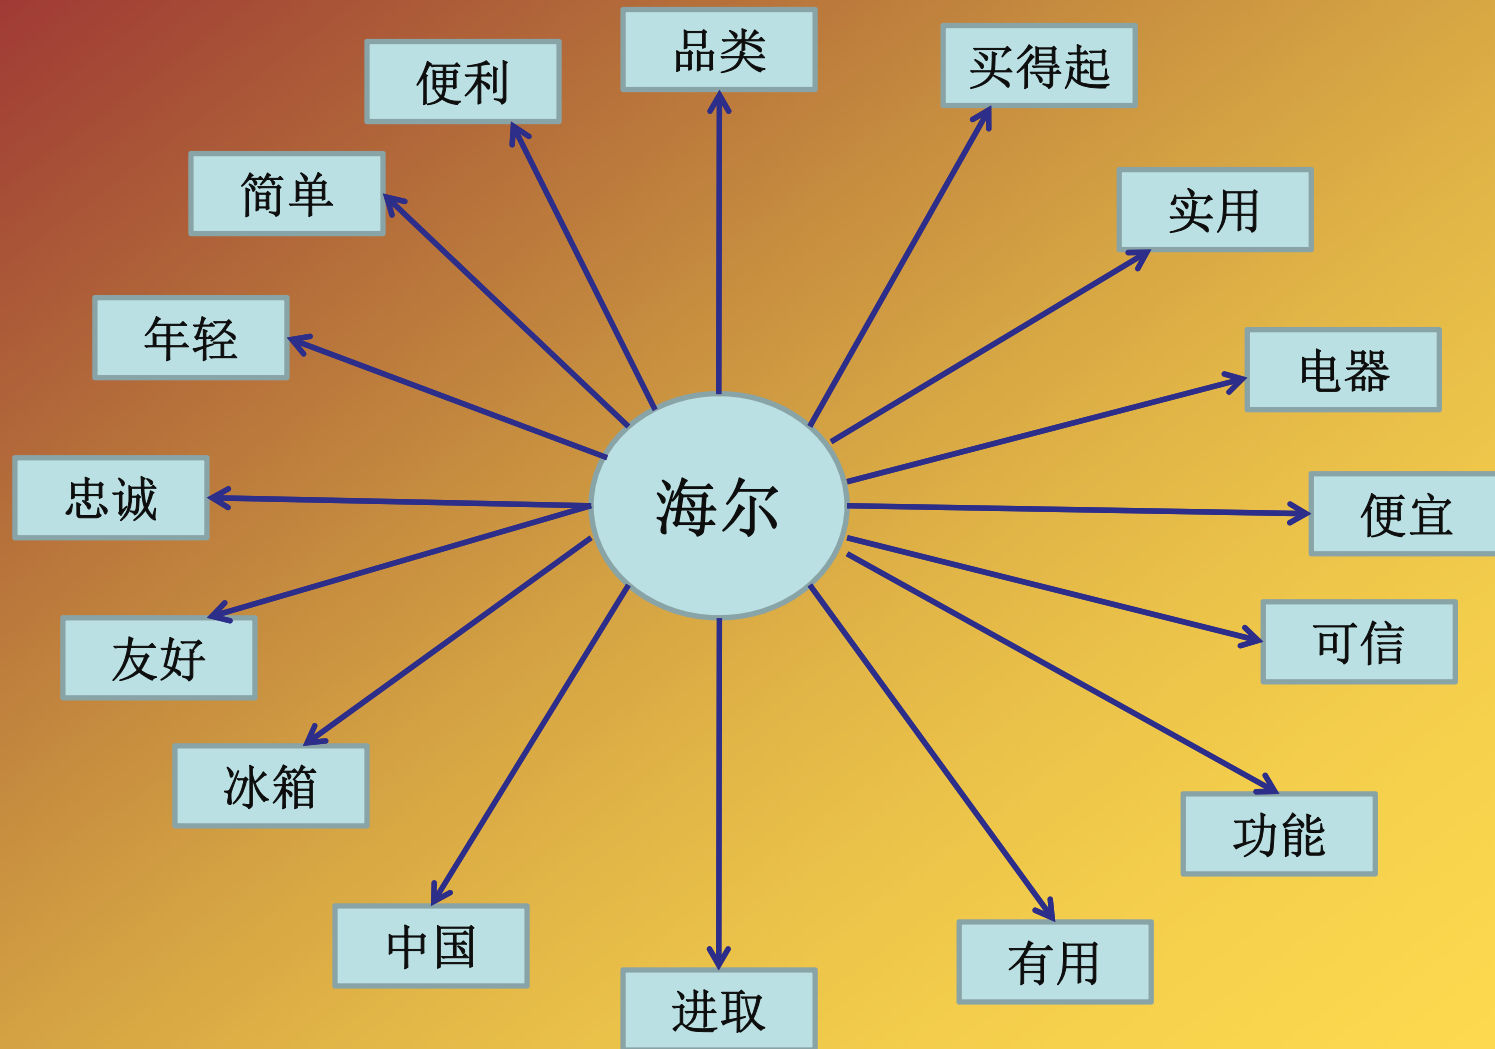 品类
买得起
便利
简单
实用
年轻
电器
海尔
忠诚
便宜
友好
可信
冰箱
功能
中国
有用
进取